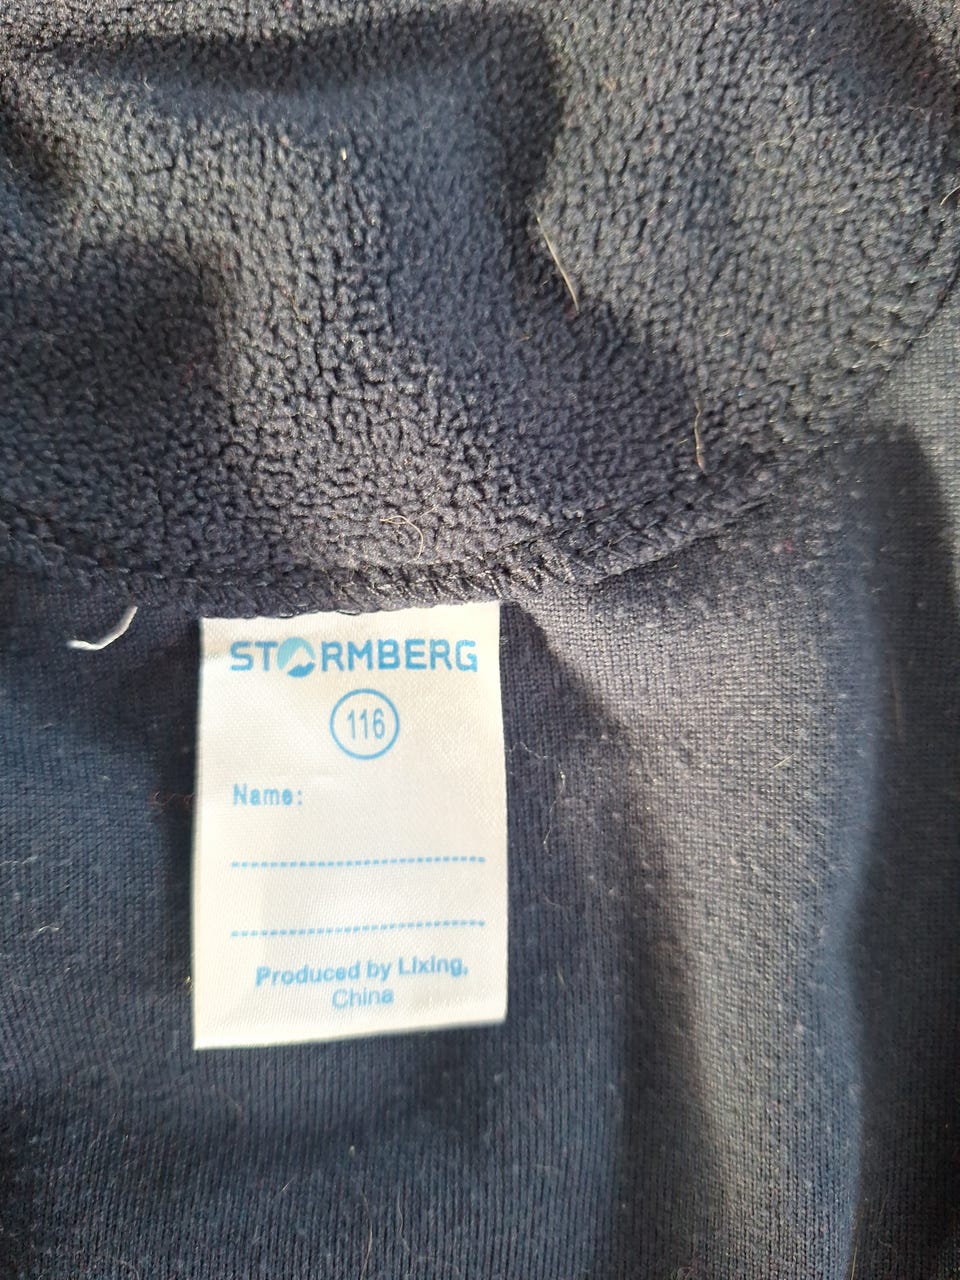 STORMBERG
116
Name:
Produced by Lixing,
China